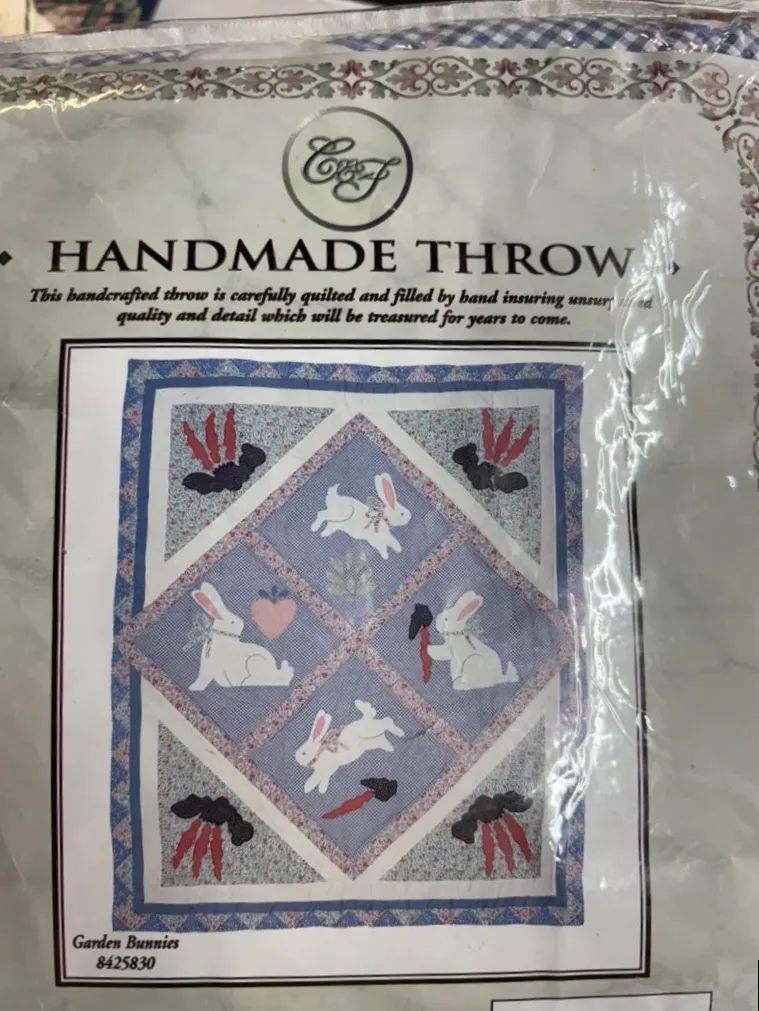 C&F
HANDMADE THROW
This handcrafted throw is carefully quilted and filled by hand insuring
quality and detail which will be treasured for years to come.
Garden Bunnies
8425830